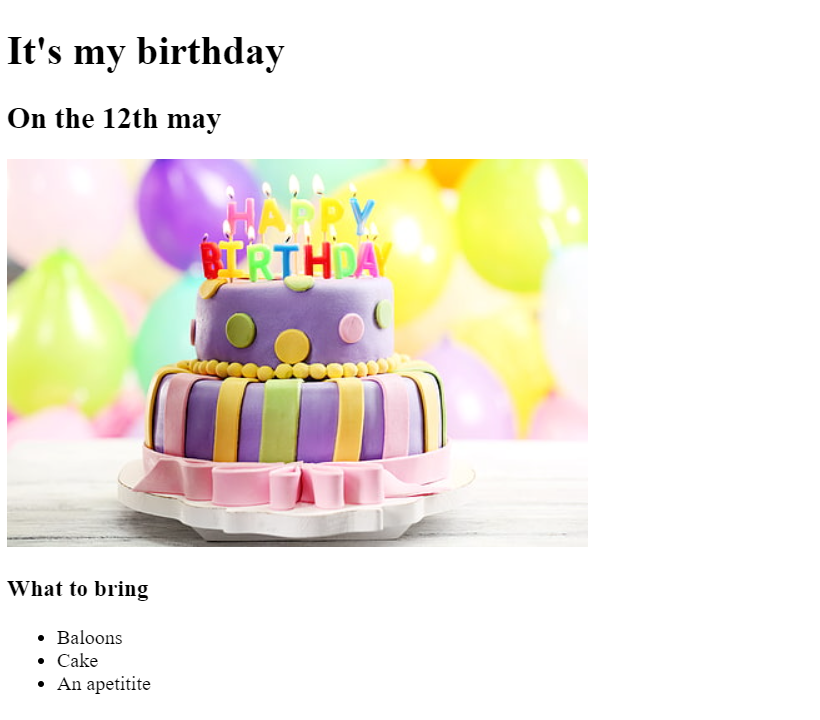 It's my birthday
On the 12th may
HAPPY
BIRTHDAY
What to bring
Baloons
Cake
An apetitite